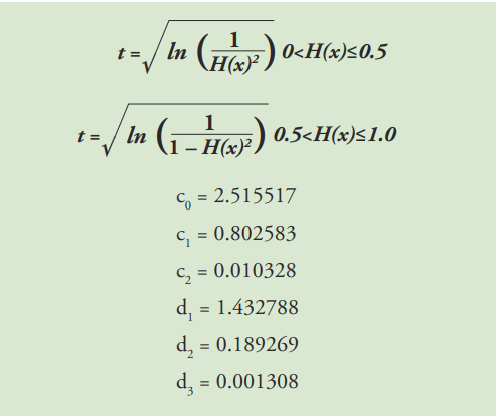 t = √ ln ( 1 / H(x)² ) 0<H(x)≤0.5
t = √ ln ( 1 / 1 – H(x)² ) 0.5<H(x)≤1.0
c₀ = 2.515517
c₁ = 0.802583
c₂ = 0.010328
d₁ = 1.432788
d₂ = 0.189269
d₃ = 0.001308